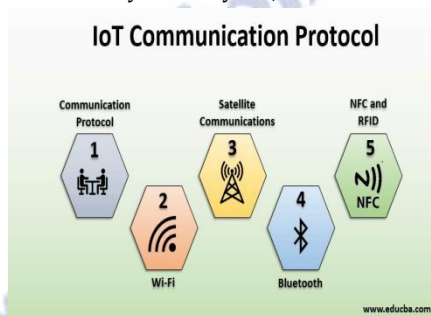 IoT Communication Protocol
Communication
Protocol
1
2
Wi-Fi
Satellite
Communications
3
4
Bluetooth
NFC and
RFID
5
N
NFC
www.educba.com